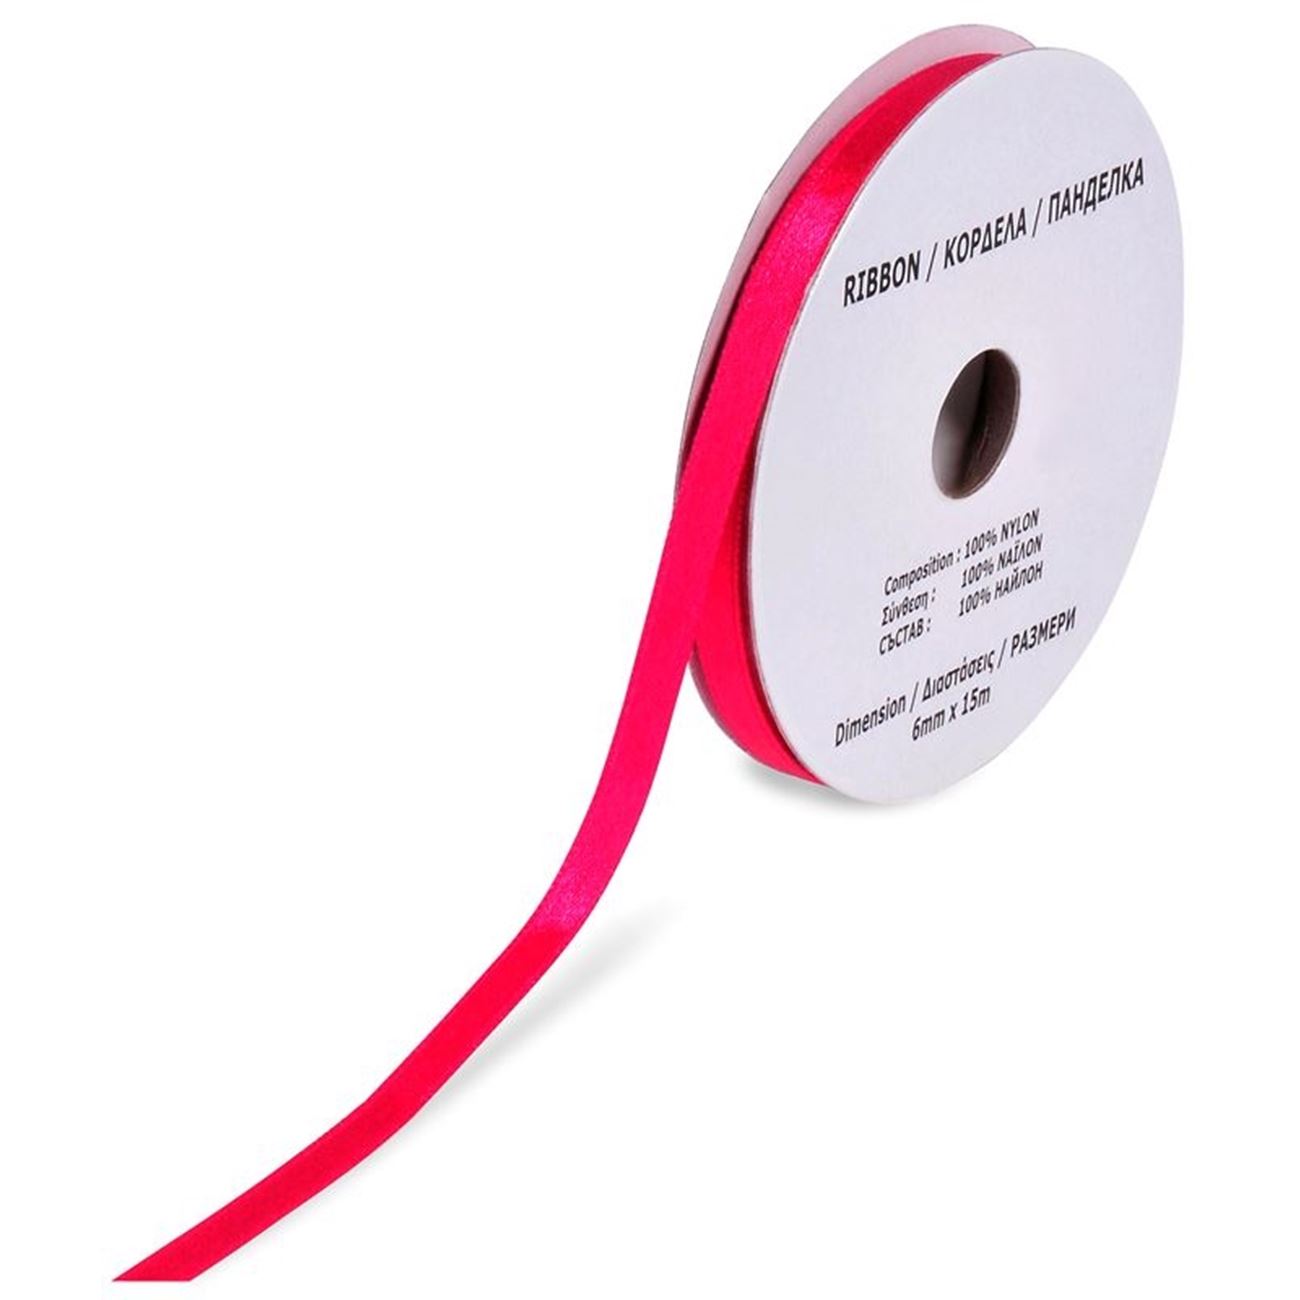 RIBBON / ΚΟΡΔΕΛΑ / ПАНДЕЛКА
Composition : 100% NYLON
Σύνθεση : 100% ΝΑΪΛΟΝ
СЪСТАВ : 100% НАЙЛОН
Dimension / Διαστάσεις / РАЗМЕРИ
6mm x 15m